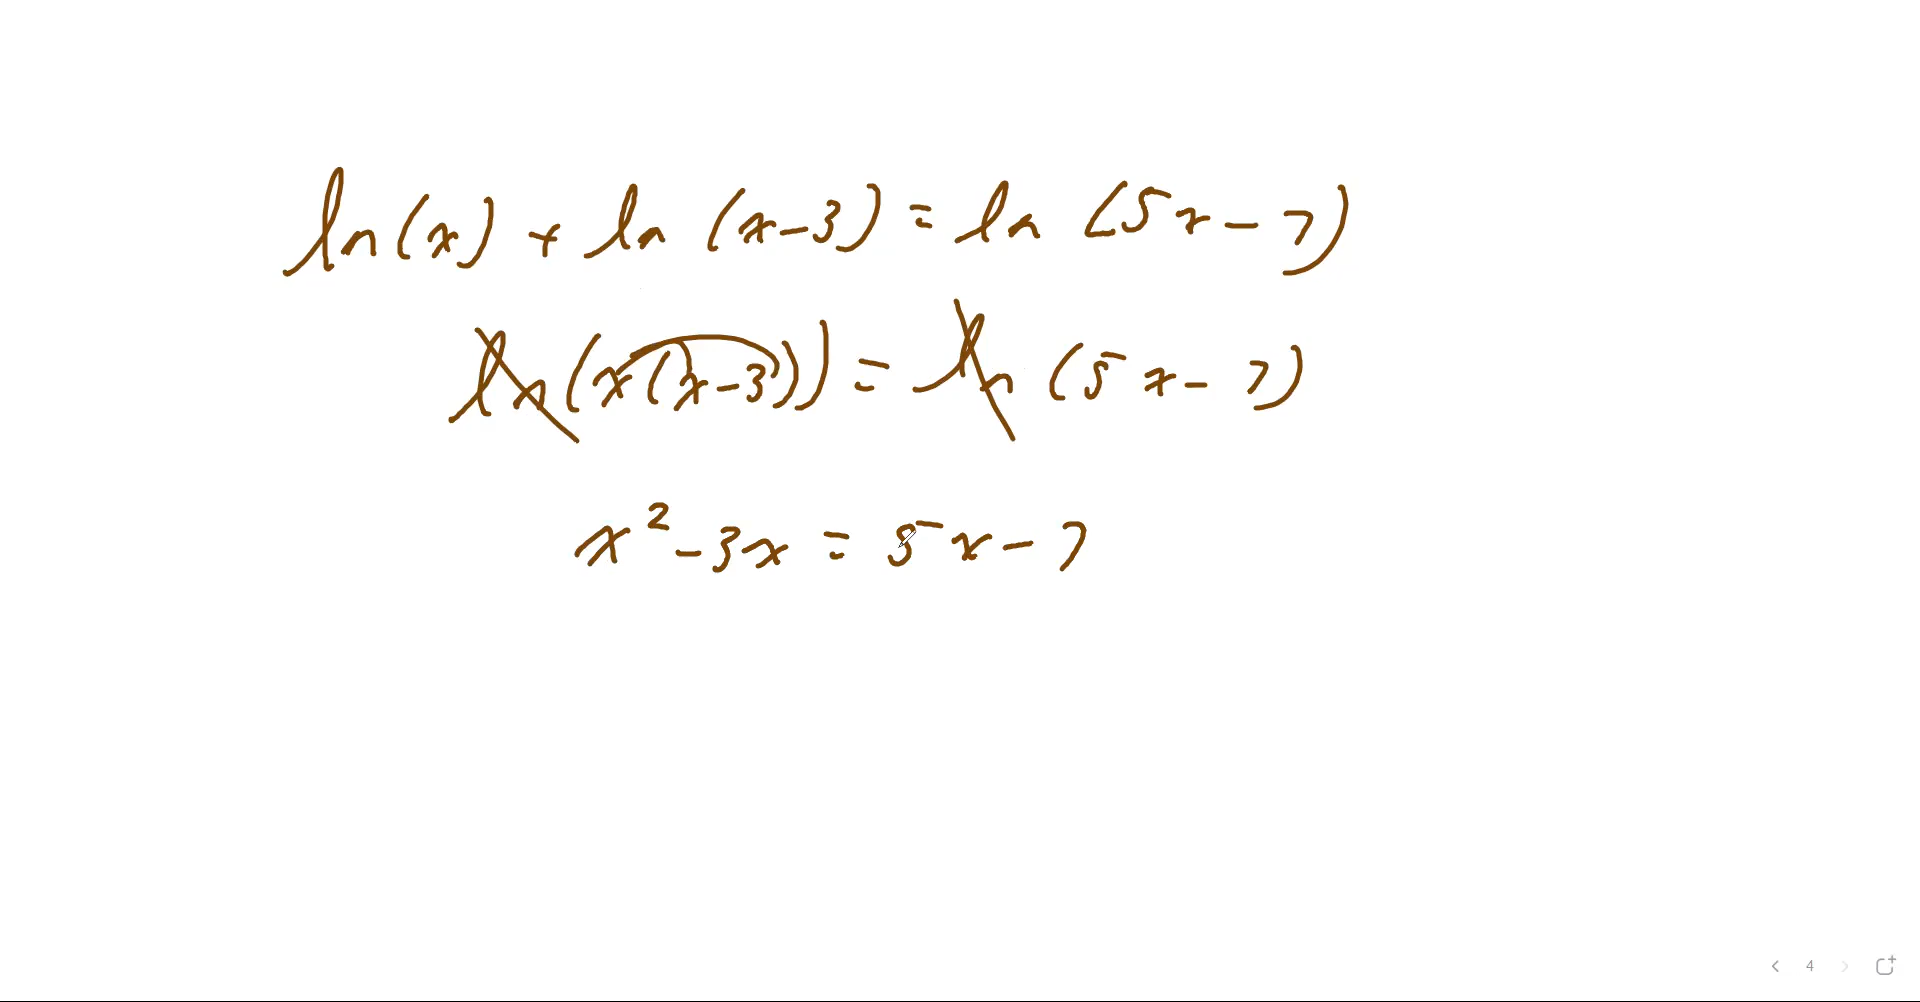 ln(x) + ln (x-3) = ln (5x - 7)
ln(x(x-3)) = ln (5x - 7)
x² - 3x = 5x - 7
4